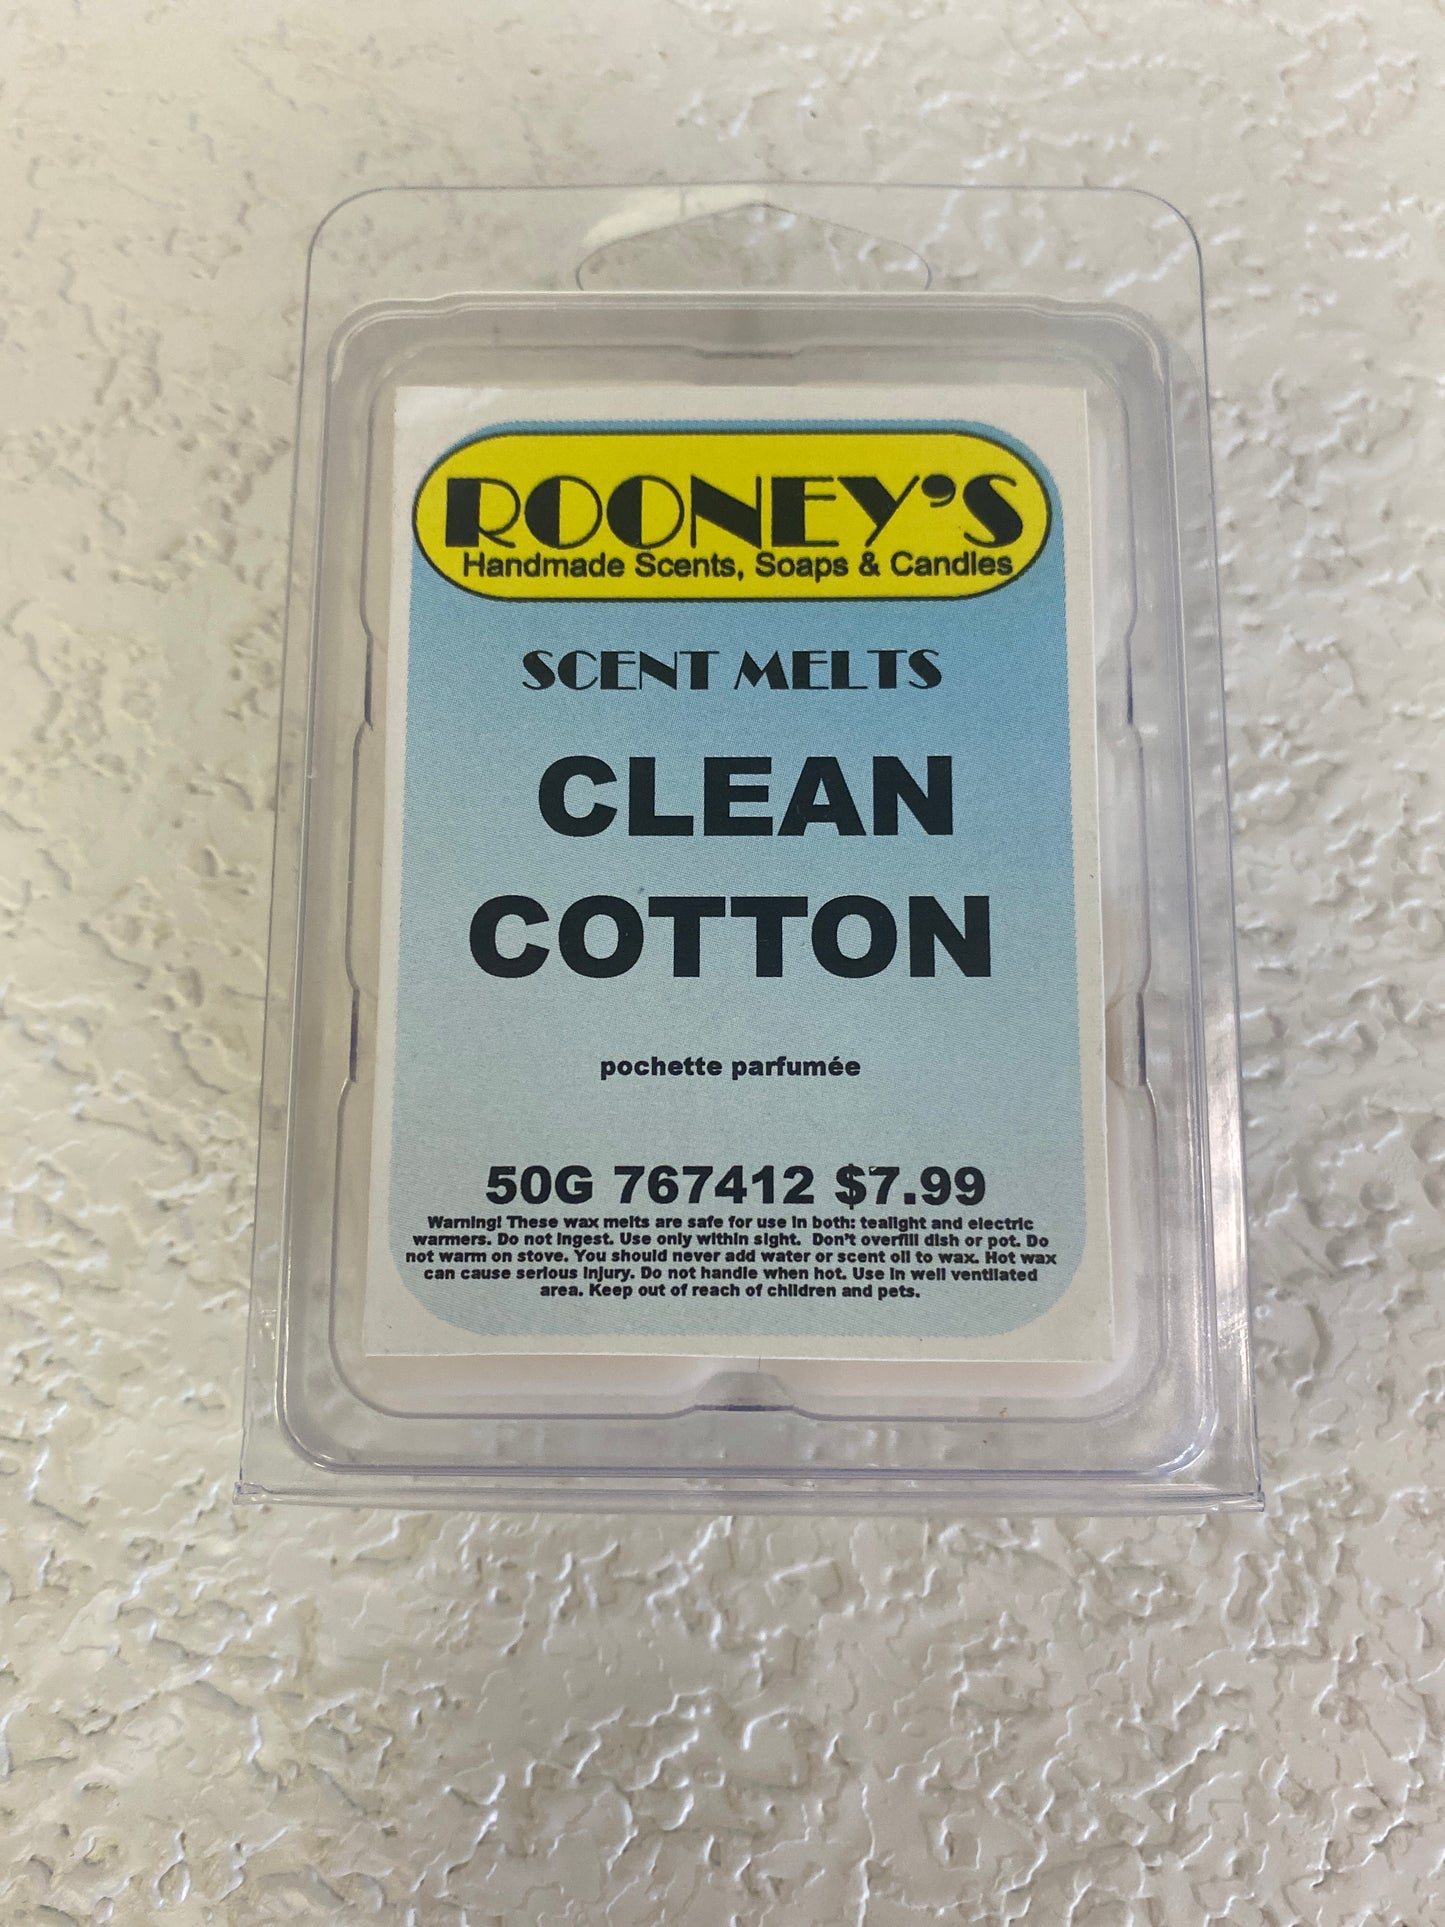 ROONEY'S
Handmade Scents, Soaps & Candles
SCENT MELTS
CLEAN
COTTON
pochette parfumée
50G 767412 $7.99
Warning! These wax melts are safe for use in both: tealight and electric
warmers. Do not ingest. Use only within sight. Don't overfill dish or pot. Do
not warm on stove. You should never add water or scent oil to wax. Hot wax
can cause serious injury. Do not handle when hot. Use in well ventilated
area. Keep out of reach of children and pets.